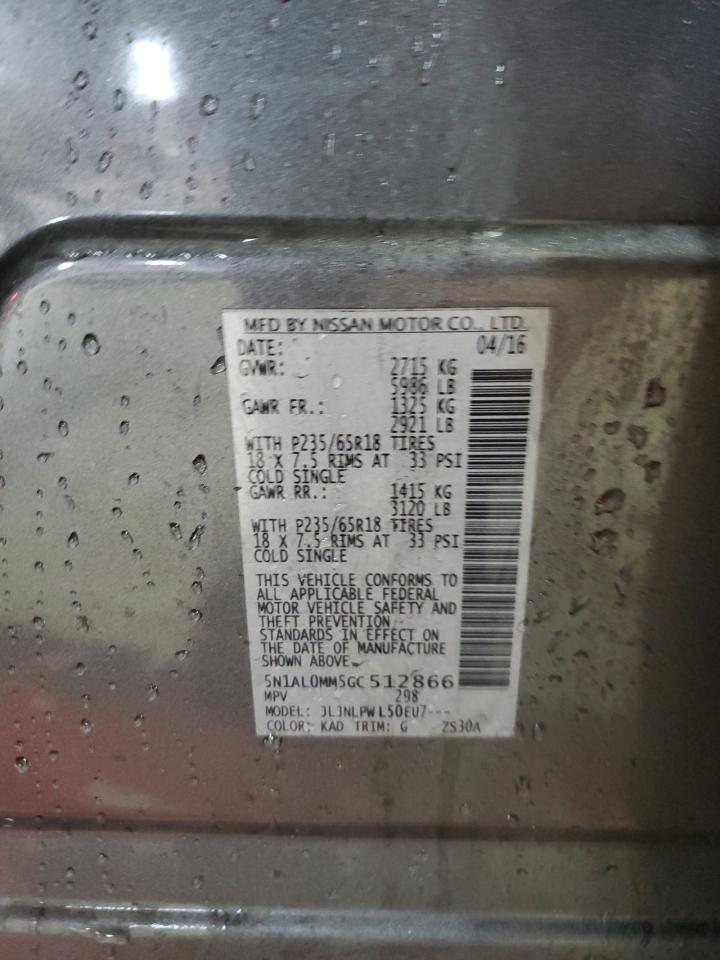 MFD BY NISSAN MOTOR CO., LTD.
DATE: 04/16
GVWR: 2715 KG
5986 LB
GAWR FR.: 1325 KG
2921 LB
WITH P235/65R18 TIRES
18 X 7.5 RIMS AT 33 PSI
COLD SINGLE
GAWR RR.: 1415 KG
3120 LB
WITH P235/65R18 TIRES
18 X 7.5 RIMS AT 33 PSI
COLD SINGLE
THIS VEHICLE CONFORMS TO
ALL APPLICABLE FEDERAL
MOTOR VEHICLE SAFETY AND
THEFT PREVENTION
STANDARDS IN EFFECT ON
THE DATE OF MANUFACTURE
SHOWN ABOVE.
5N1AL0MM5GC512866
MPV 298
MODEL: JL3NLPW L50EU7---
COLOR: KAD TRIM: G ZS30A